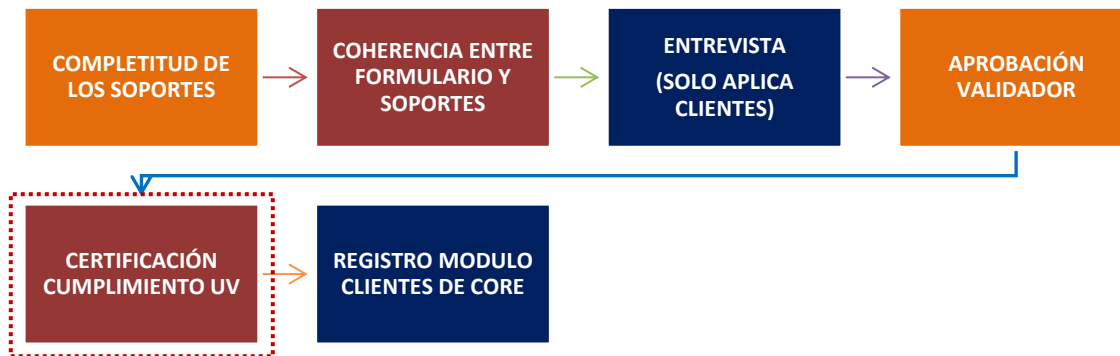 COMPLETITUD DE
LOS SOPORTES
COHERENCIA ENTRE
FORMULARIO Y
SOPORTES
ENTREVISTA
(SOLO APLICA
CLIENTES)
APROBACIÓN
VALIDADOR
CERTIFICACIÓN
CUMPLIMIENTO UV
REGISTRO MODULO
CLIENTES DE CORE